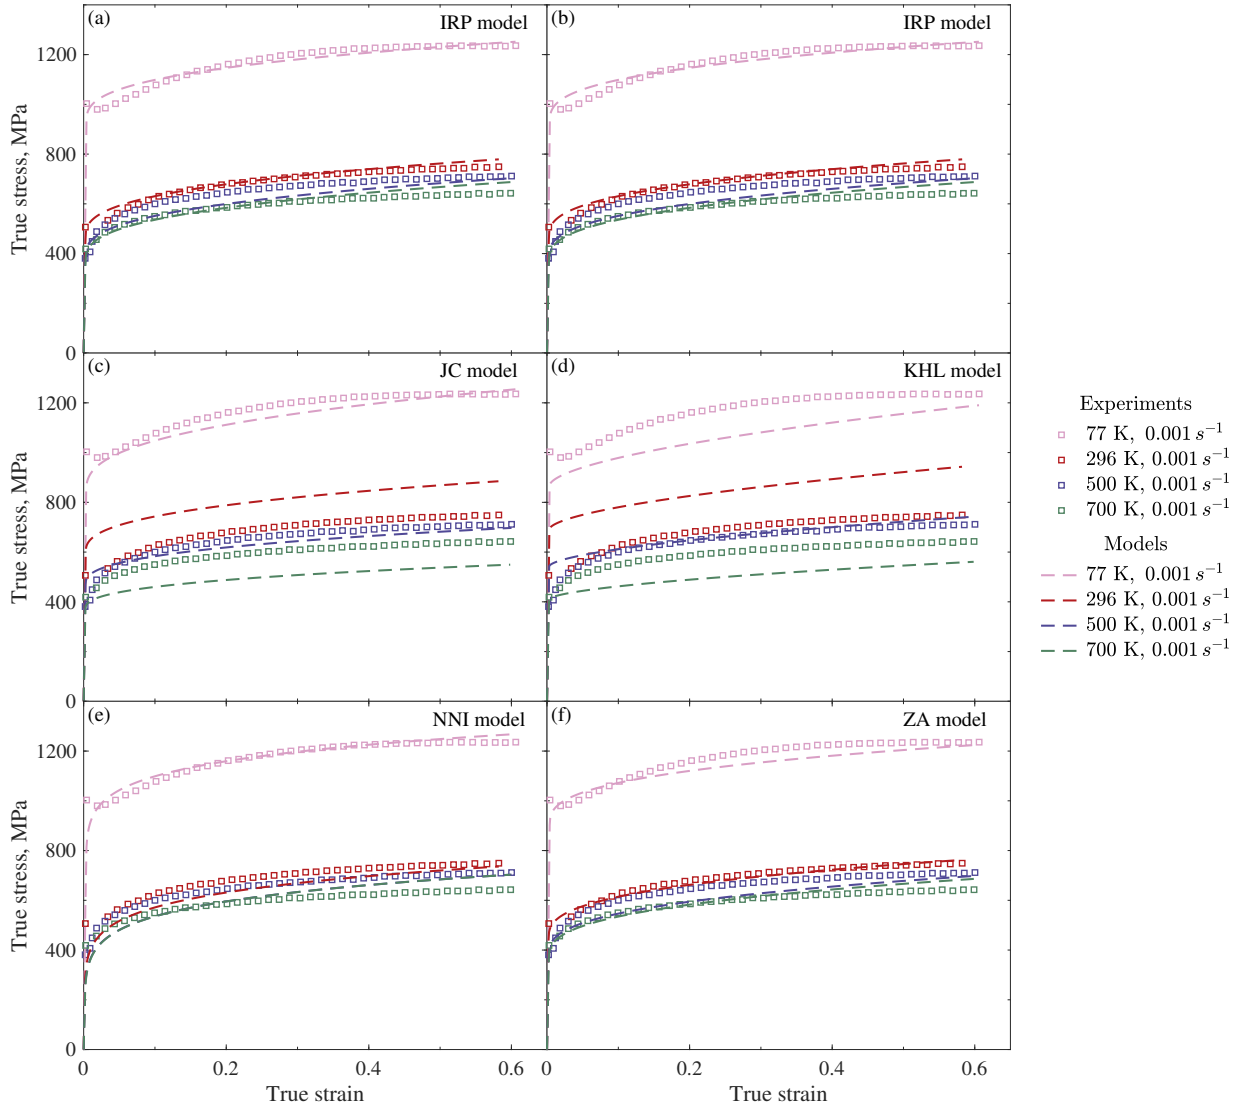 (a) IRP model
(b) IRP model
1200
800
400
0
True stress, MPa
(c) JC model
(d) KHL model
1200
800
400
0
True stress, MPa
(e) NNI model
(f) ZA model
1200
800
400
0
True stress, MPa
0 0.2 0.4 0.6
0.2 0.4 0.6
True strain
True strain
Experiments
77 K, 0.001 s⁻¹
296 K, 0.001 s⁻¹
500 K, 0.001 s⁻¹
700 K, 0.001 s⁻¹
Models
77 K, 0.001 s⁻¹
296 K, 0.001 s⁻¹
500 K, 0.001 s⁻¹
700 K, 0.001 s⁻¹